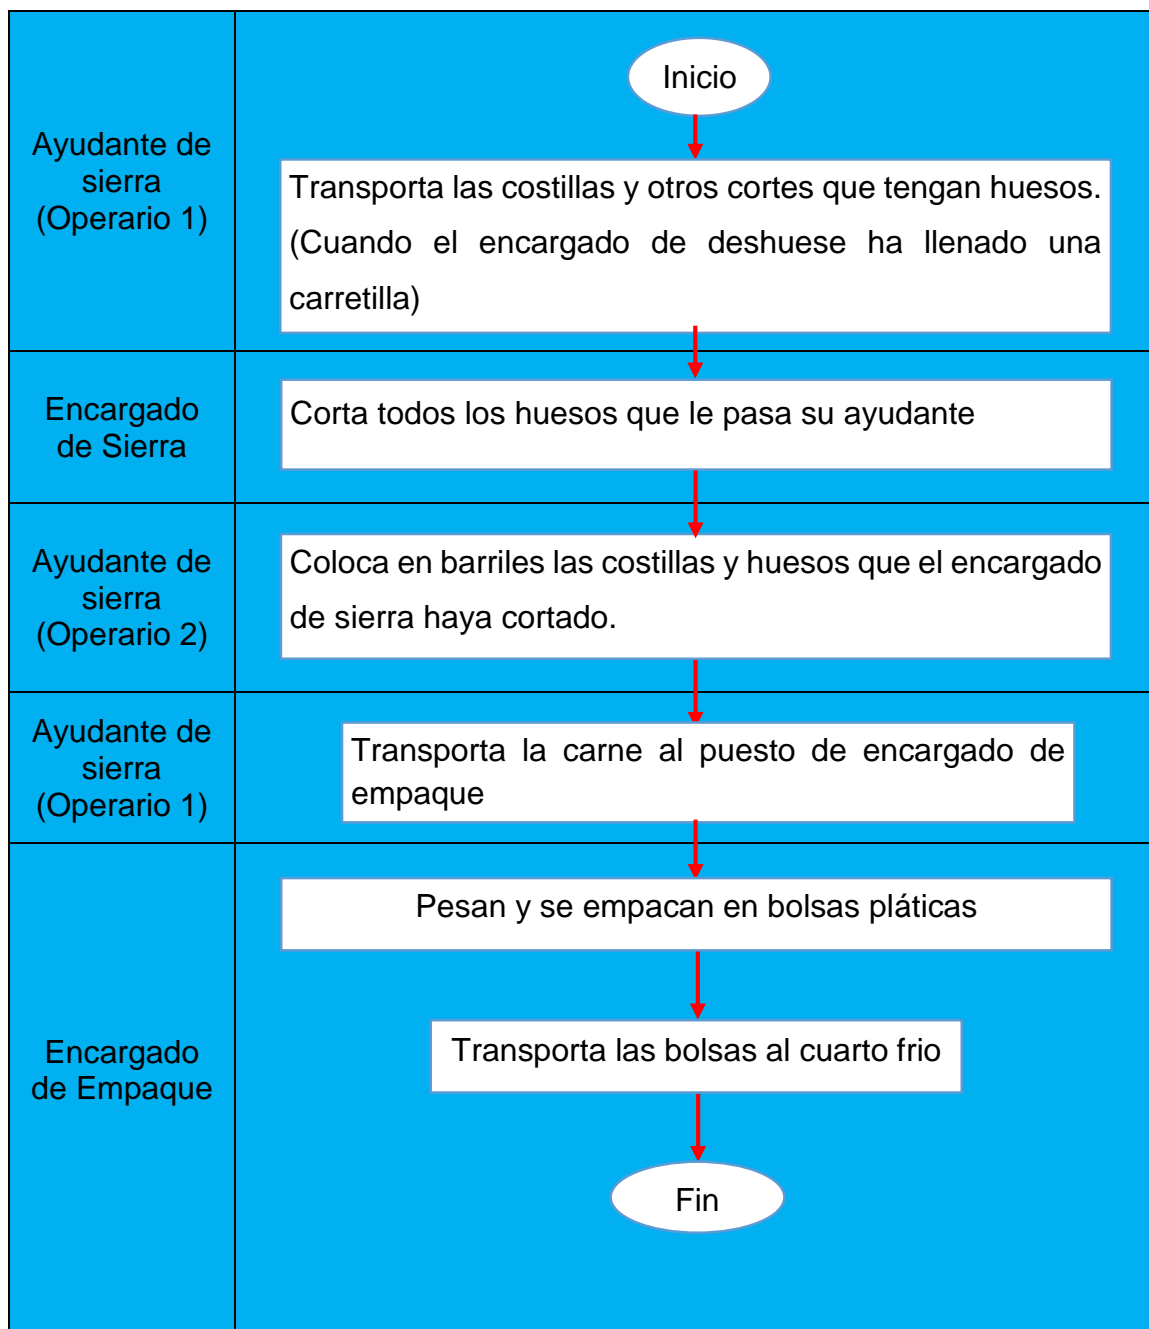 Inicio
Ayudante de
sierra
(Operario 1)
Transporta las costillas y otros cortes que tengan huesos.
(Cuando el encargado de deshuese ha llenado una
carretilla)
Encargado
de Sierra
Corta todos los huesos que le pasa su ayudante
Ayudante de
sierra
(Operario 2)
Coloca en barriles las costillas y huesos que el encargado
de sierra haya cortado.
Ayudante de
sierra
(Operario 1)
Transporta la carne al puesto de encargado de
empaque
Encargado
de Empaque
Pesan y se empacan en bolsas pláticas
Transporta las bolsas al cuarto frio
Fin